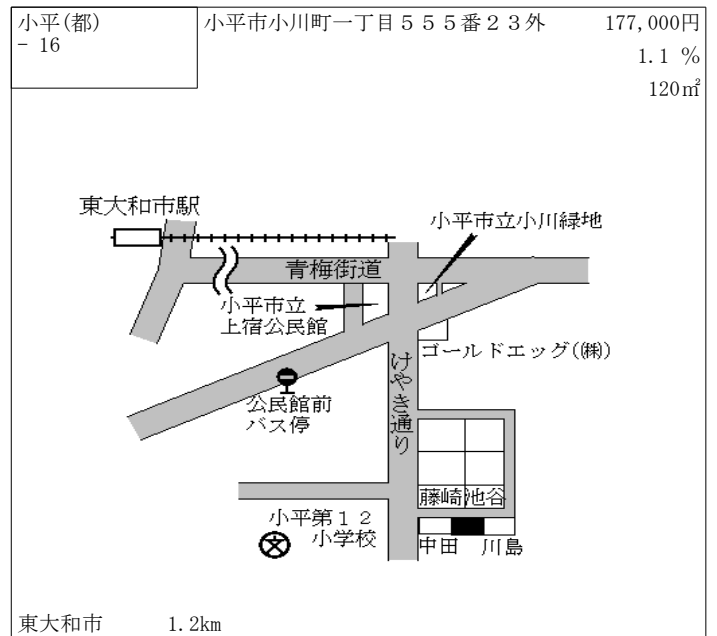 小平(都)
- 16
小平市小川町一丁目５５５番２３外
177,000円
1.1 %
120㎡
東大和市駅
小平市立小川緑地
青梅街道
小平市立
上宿公民館
ゴールドエッグ(㈱)
けやき通り
公民館前
バス停
藤崎
池谷
小平第１２
小学校
中田
川島
東大和市
1.2km